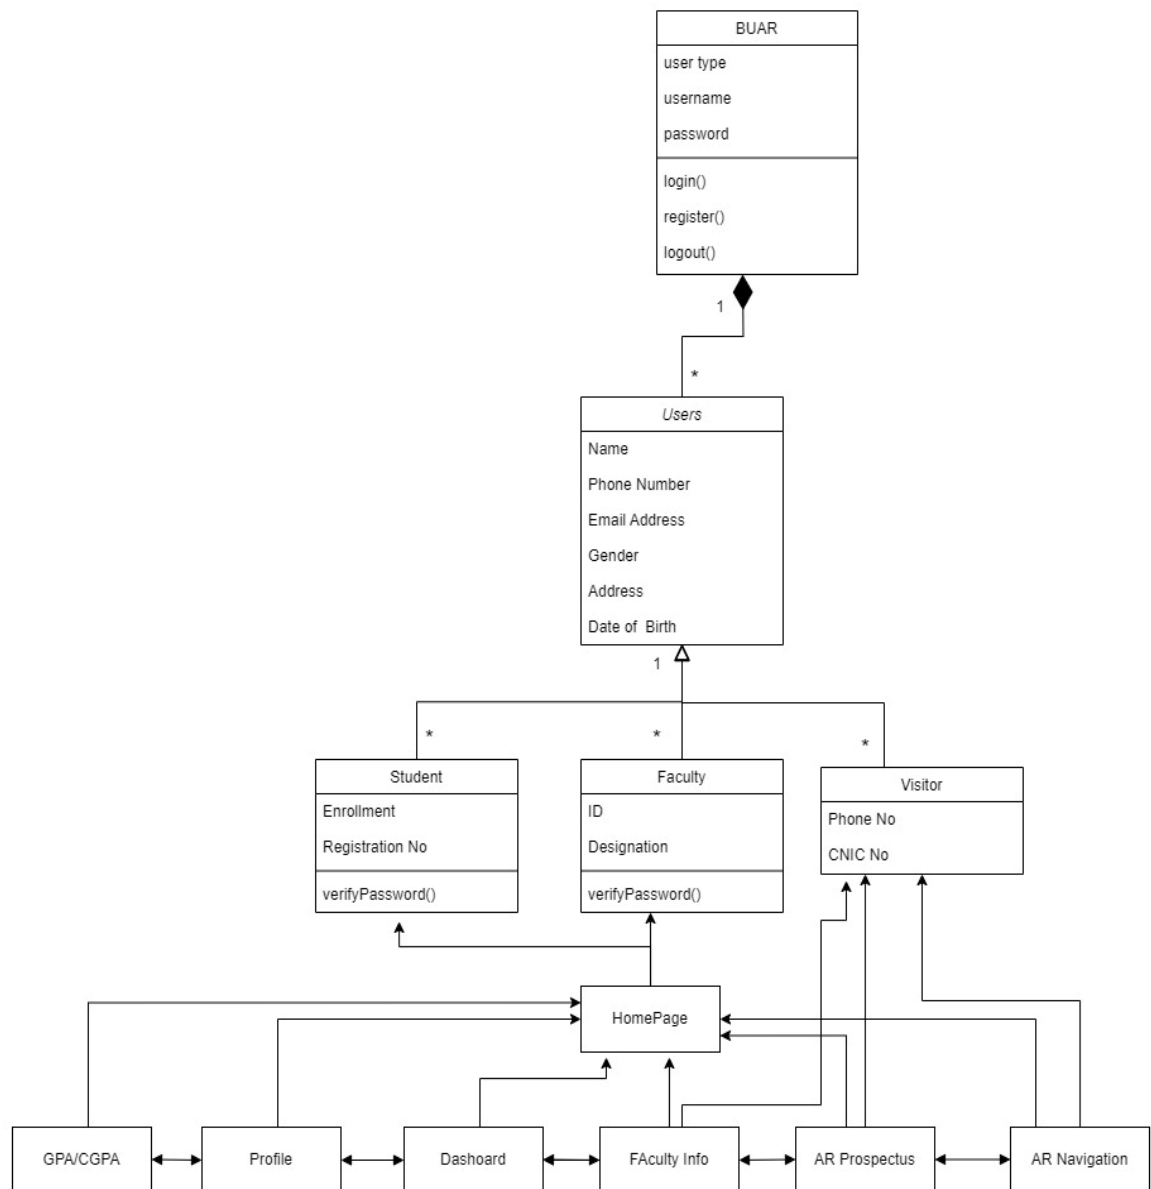 BUAR
user type
username
password
login()
register()
logout()
1
*
Users
Name
Phone Number
Email Address
Gender
Address
Date of  Birth
1
*
*
*
Student
Enrollment
Registration No
verifyPassword()
Faculty
ID
Designation
verifyPassword()
Visitor
Phone No
CNIC No
HomePage
GPA/CGPA
Profile
Dashoard
FAculty Info
AR Prospectus
AR Navigation